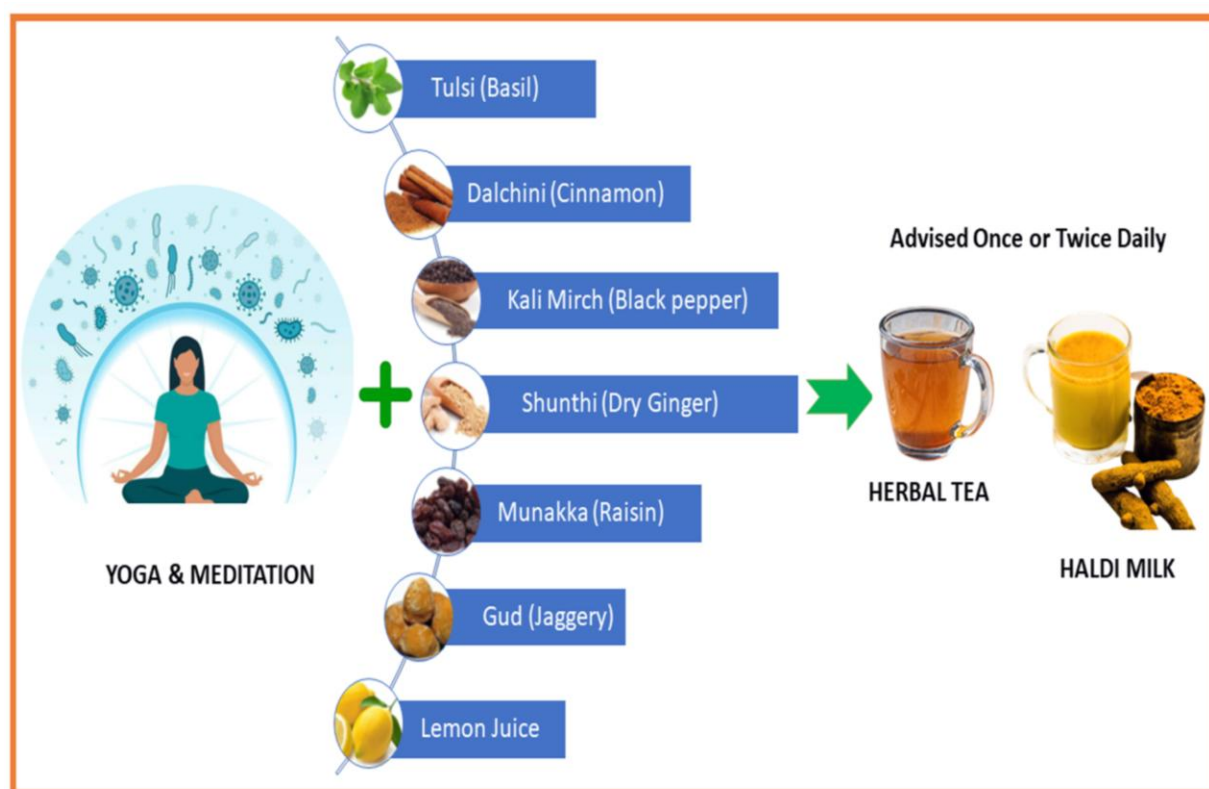 Tulsi (Basil)
Dalchini (Cinnamon)
Kali Mirch (Black pepper)
Shunthi (Dry Ginger)
Munakka (Raisin)
Gud (Jaggery)
Lemon Juice
YOGA & MEDITATION
Advised Once or Twice Daily
HERBAL TEA
HALDI MILK